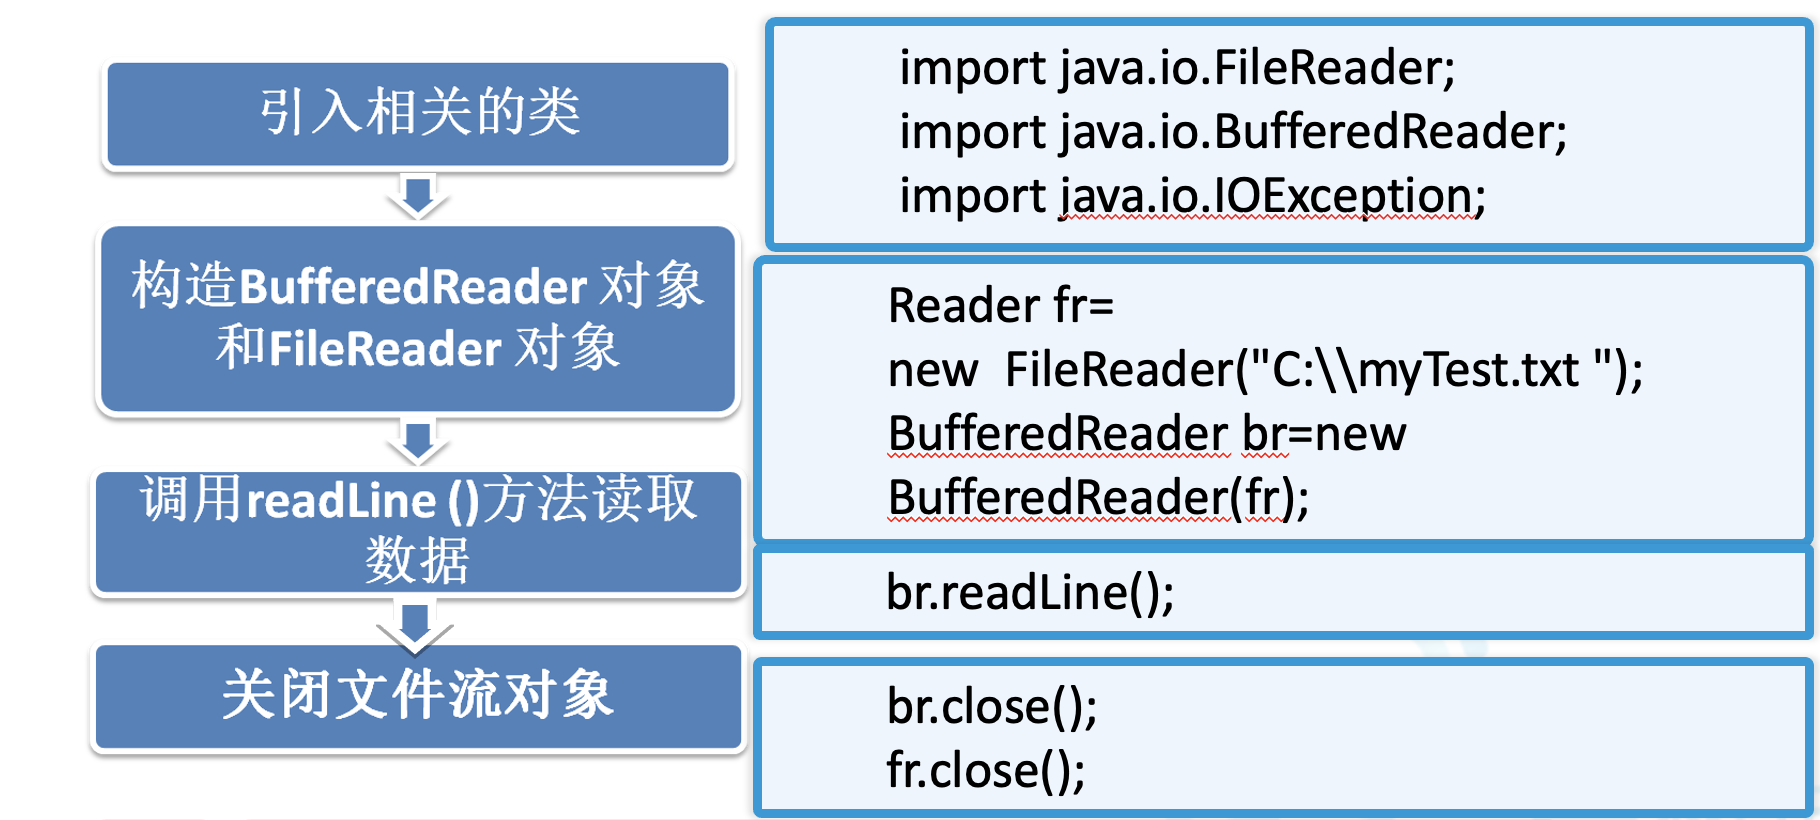 引入相关的类
import java.io.FileReader;
import java.io.BufferedReader;
import java.io.IOException;
构造BufferedReader 对象
和FileReader 对象
Reader fr=
new  FileReader("C:\\myTest.txt ");
BufferedReader br=new
BufferedReader(fr);
调用readLine ()方法读取
数据
br.readLine();
关闭文件流对象
br.close();
fr.close();